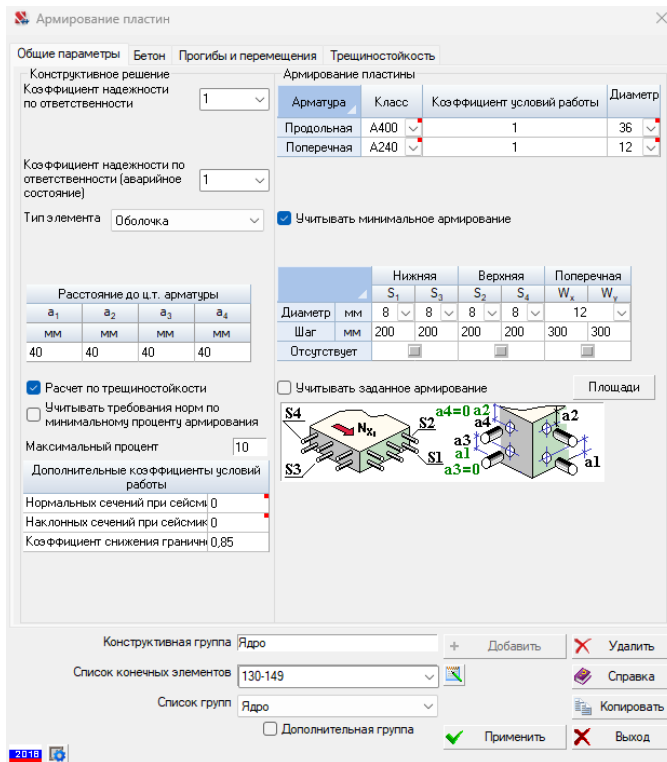 Армирование пластин
Общие параметры Бетон Прогибы и перемещения Трещиностойкость
Конструктивное решение
Коэффициент надежности
по ответственности
1
Коэффициент надежности по
ответственности (аварийное
состояние)
1
Тип элемента Оболочка
Расстояние до ц.т. арматуры
a1 a2 a3 a4
мм мм мм мм
40 40 40 40
Расчет по трещиностойкости
Учитывать требования норм по
минимальному проценту армирования
Максимальный процент 10
Дополнительные коэффициенты условий
работы
Нормальных сечений при сейсми 0
Наклонных сечений при сейсмик 0
Коэффициент снижения граничн 0,85
Армирование пластины
Арматура Класс Коэффициент условий работы Диаметр
Продольная A400 1 36
Поперечная A240 1 12
Учитывать минимальное армирование
Нижняя Верхняя Поперечная
S1 S3 S2 S4 Wx Wy
Диаметр мм 8 8 8 8 12
Шаг мм 200 200 200 200 300 300
Отсутствует
Учитывать заданное армирование Площади
S4 S2 Nx1 S3 S1
a4=0 a2 a4 a2
a3 a1 a3=0 a1
Конструктивная группа Ядро + Добавить Удалить
Список конечных элементов 130-149 Справка
Список групп Ядро Копировать
Дополнительная группа Применить Выход
2018